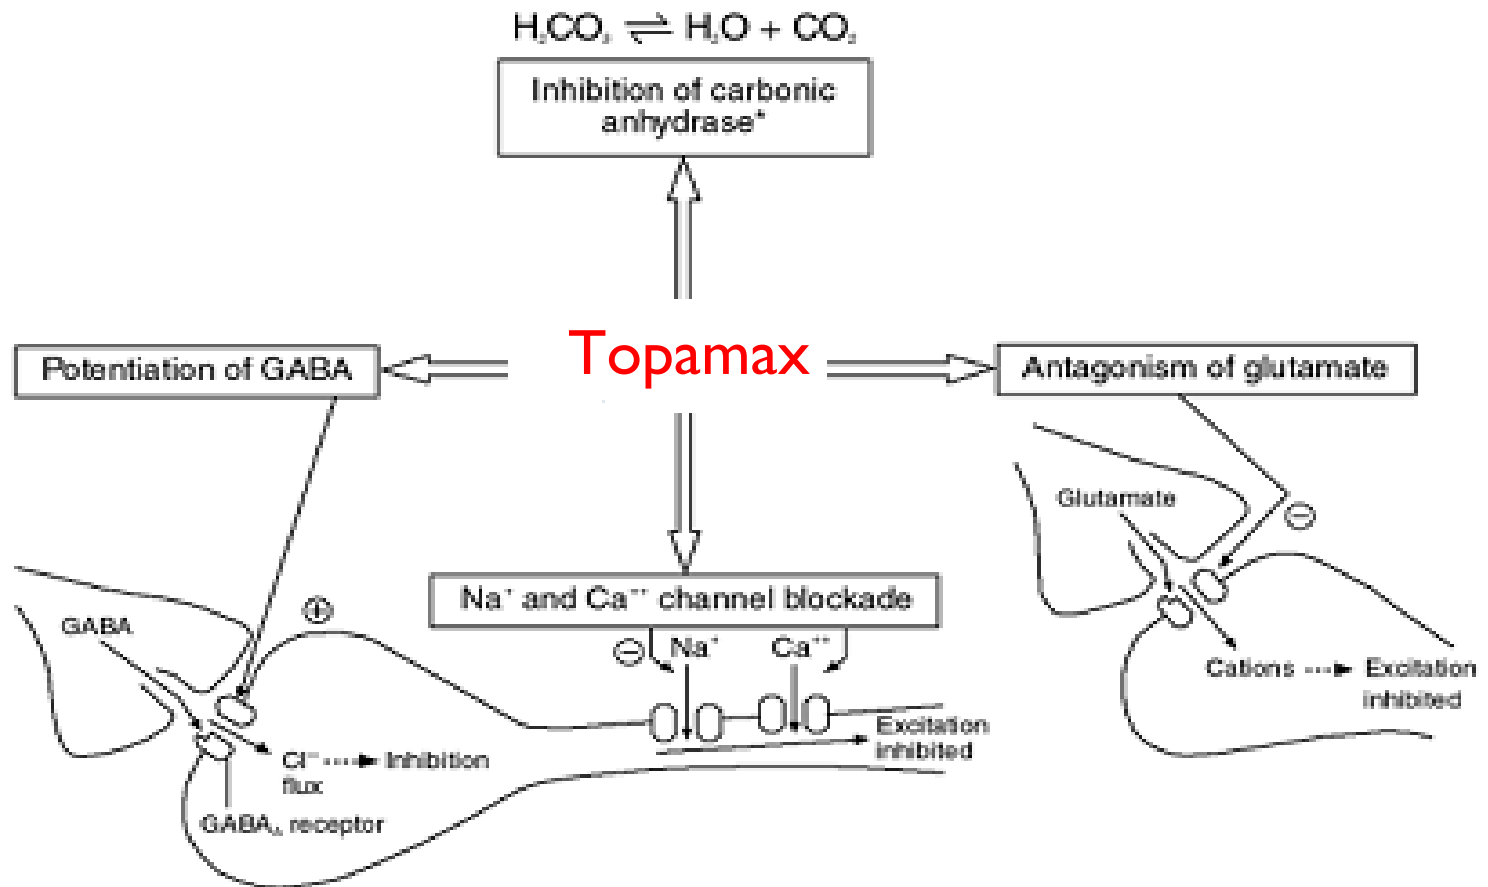 H₂CO₃ ⇌ H₂O + CO₂
Inhibition of carbonic
anhydrase*
Topamax
Potentiation of GABA
Antagonism of glutamate
Glutamate
⊖
Cations ····► Excitation
inhibited
Na⁺ and Ca⁺⁺ channel blockade
⊖ Na⁺ Ca⁺⁺
Excitation
inhibited
GABA
⊕
Cl⁻ ····► Inhibition
flux
GABAₐ receptor